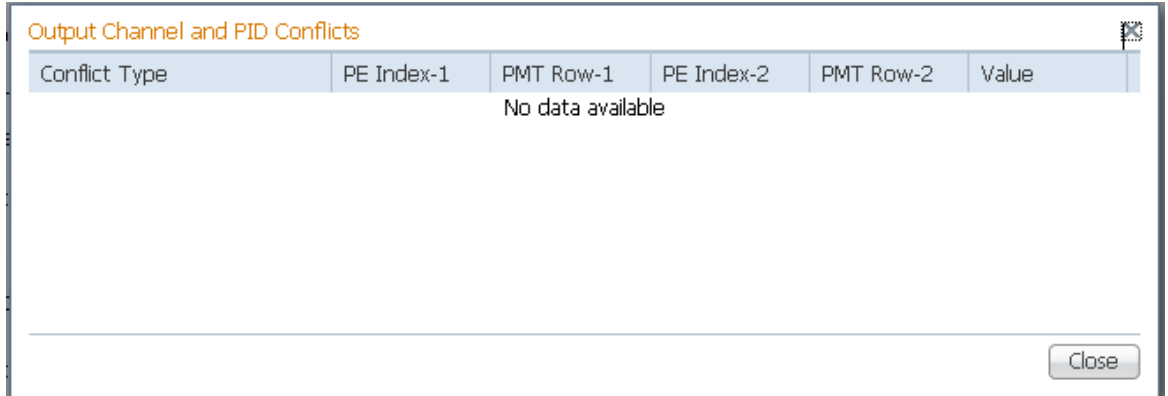 Output Channel and PID Conflicts
Conflict Type PE Index-1 PMT Row-1 PE Index-2 PMT Row-2 Value
No data available
Close